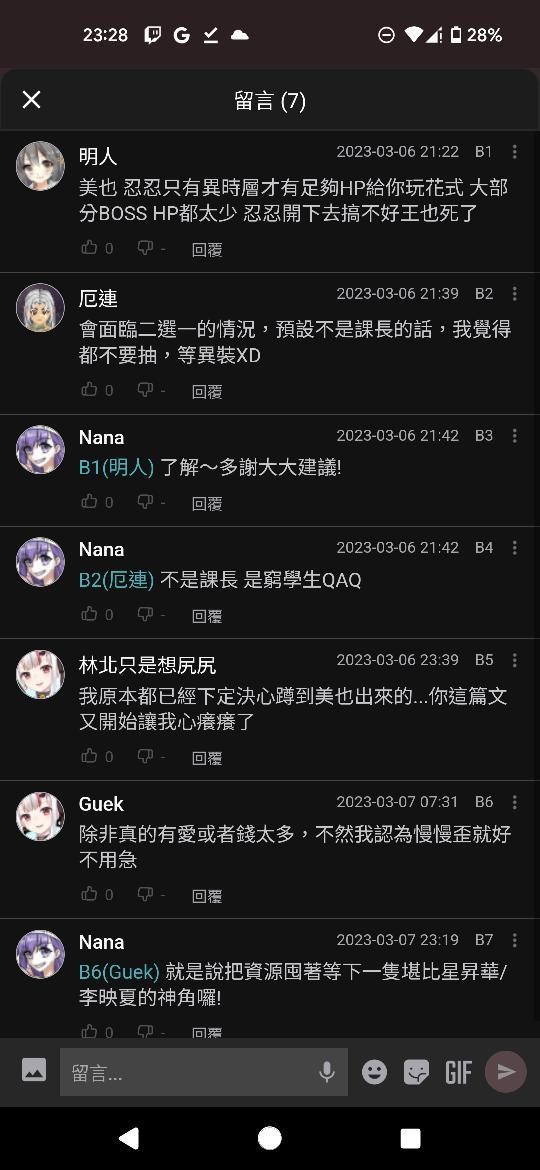 23:28
28%
留言 (7)
明人
2023-03-06 21:22 B1
美也 忍忍只有異時層才有足夠HP給你玩花式 大部
分BOSS HP都太少 忍忍開下去搞不好王也死了
0 - 回覆
厄連
2023-03-06 21:39 B2
會面臨二選一的情況，預設不是課長的話，我覺得
都不要抽，等異裝XD
0 - 回覆
Nana
2023-03-06 21:42 B3
B1(明人) 了解～多謝大大建議!
0 - 回覆
Nana
2023-03-06 21:42 B4
B2(厄連) 不是課長 是窮學生QAQ
0 - 回覆
林北只是想尻尻
2023-03-06 23:39 B5
我原本都已經下定決心蹲到美也出來的...你這篇文
又開始讓我心癢癢了
0 - 回覆
Guek
2023-03-07 07:31 B6
除非真的有愛或者錢太多，不然我認為慢慢歪就好
不用急
0 - 回覆
Nana
2023-03-07 23:19 B7
B6(Guek) 就是說把資源囤著等下一隻堪比星昇華/
李映夏的神角囉!
0 - 回覆
留言...
GIF